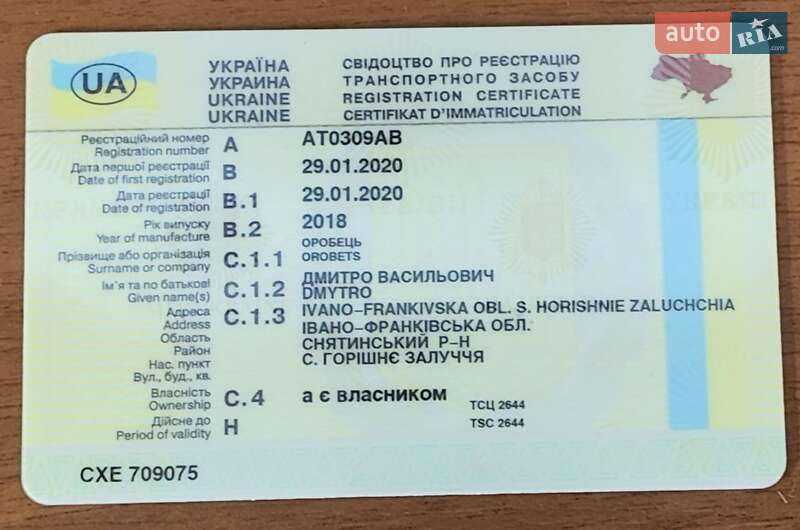 auto RIA.com
UA
УКРАЇНА СВІДОЦТВО ПРО РЕЄСТРАЦІЮ
УКРАИНА ТРАНСПОРТНОГО ЗАСОБУ
UKRAINE REGISTRATION CERTIFICATE
UKRAINE CERTIFIKAT D'IMMATRICULATION
Реєстраційний номер
Registration number A AT0309AB
Дата першої реєстрації
Date of first registration B 29.01.2020
Дата реєстрації
Date of registration B.1 29.01.2020
Рік випуску
Year of manufacture B.2 2018
Прізвище або організація ОРОБЕЦЬ
Surname or company C.1.1 OROBETS
Ім'я та по батькові ДМИТРО ВАСИЛЬОВИЧ
Given name(s) C.1.2 DMYTRO
Адреса C.1.3 IVANO-FRANKIVSKA OBL. S. HORISHNIE ZALUCHCHIA
Address ІВАНО-ФРАНКІВСЬКА ОБЛ.
Область СНЯТИНСЬКИЙ Р-Н
Район С. ГОРІШНЄ ЗАЛУЧЧЯ
Нас. пункт
Вул., буд., кв.
Власність
Ownership C.4 а є власником ТСЦ 2644
Дійсне до
Period of validity H TSC 2644
CXE 709075